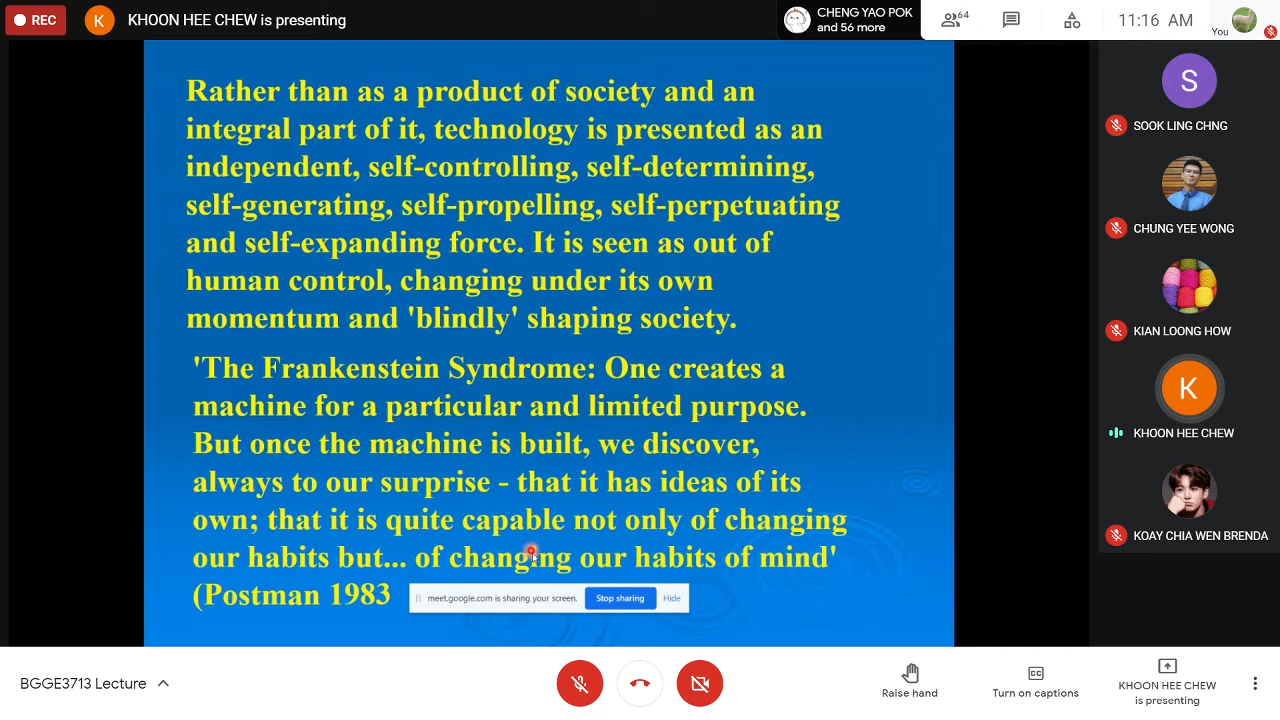 REC
K
KHOON HEE CHEW is presenting
CHENG YAO POK
and 56 more
64
11:16 AM
You
Rather than as a product of society and an
integral part of it, technology is presented as an
independent, self-controlling, self-determining,
self-generating, self-propelling, self-perpetuating
and self-expanding force. It is seen as out of
human control, changing under its own
momentum and 'blindly' shaping society.
'The Frankenstein Syndrome: One creates a
machine for a particular and limited purpose.
But once the machine is built, we discover,
always to our surprise - that it has ideas of its
own; that it is quite capable not only of changing
our habits but... of changing our habits of mind'
(Postman 1983
meet.google.com is sharing your screen.
Stop sharing
Hide
S
SOOK LING CHNG
CHUNG YEE WONG
KIAN LOONG HOW
K
KHOON HEE CHEW
KOAY CHIA WEN BRENDA
BGGE3713 Lecture
Raise hand
CC
Turn on captions
KHOON HEE CHEW
is presenting